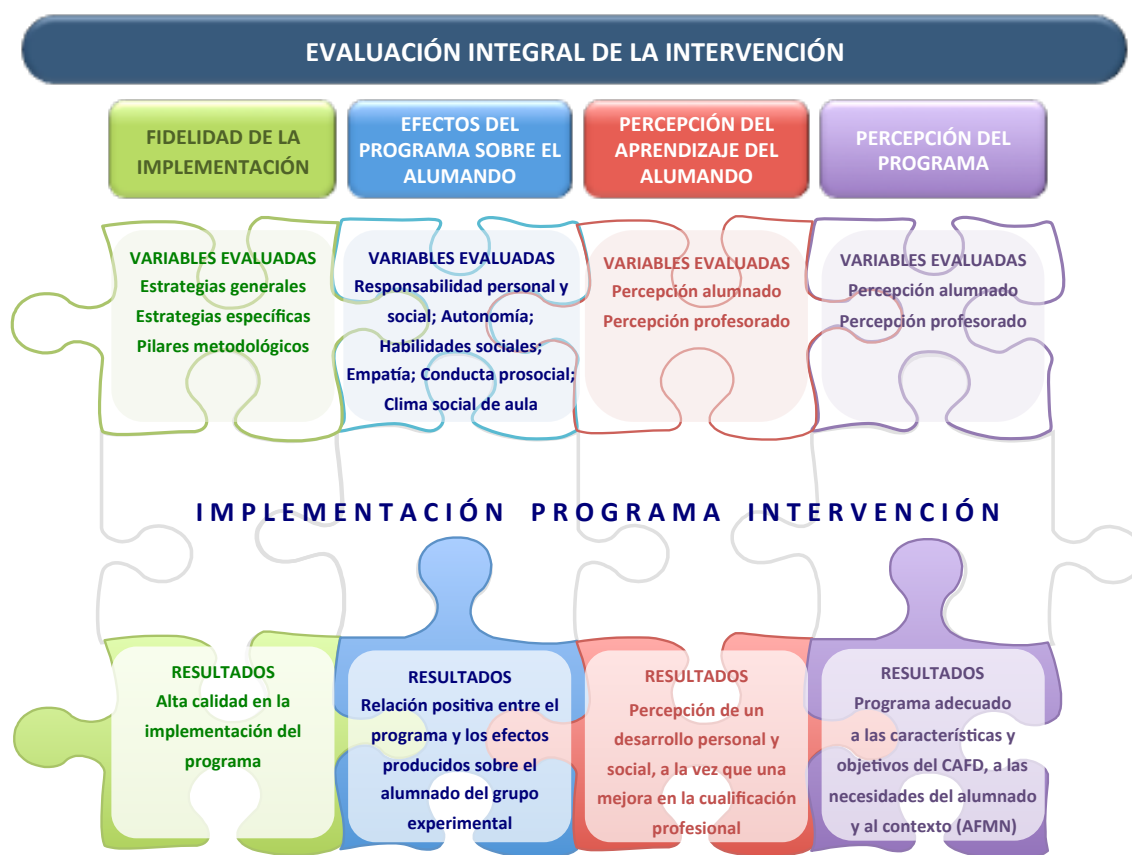 EVALUACIÓN INTEGRAL DE LA INTERVENCIÓN
FIDELIDAD DE LA
IMPLEMENTACIÓN
EFECTOS DEL
PROGRAMA SOBRE EL
ALUMANDO
PERCEPCIÓN DEL
APRENDIZAJE DEL
ALUMANDO
PERCEPCIÓN DEL
PROGRAMA
VARIABLES EVALUADAS
Estrategias generales
Estrategias específicas
Pilares metodológicos
VARIABLES EVALUADAS
Responsabilidad personal y
social; Autonomía;
Habilidades sociales;
Empatía; Conducta prosocial;
Clima social de aula
VARIABLES EVALUADAS
Percepción alumnado
Percepción profesorado
VARIABLES EVALUADAS
Percepción alumnado
Percepción profesorado
IMPLEMENTACIÓN PROGRAMA INTERVENCIÓN
RESULTADOS
Alta calidad en la
implementación del
programa
RESULTADOS
Relación positiva entre el
programa y los efectos
producidos sobre el
alumnado del grupo
experimental
RESULTADOS
Percepción de un
desarrollo personal y
social, a la vez que una
mejora en la cualificación
profesional
RESULTADOS
Programa adecuado
a las características y
objetivos del CAFD, a las
necesidades del alumnado
y al contexto (AFMN)